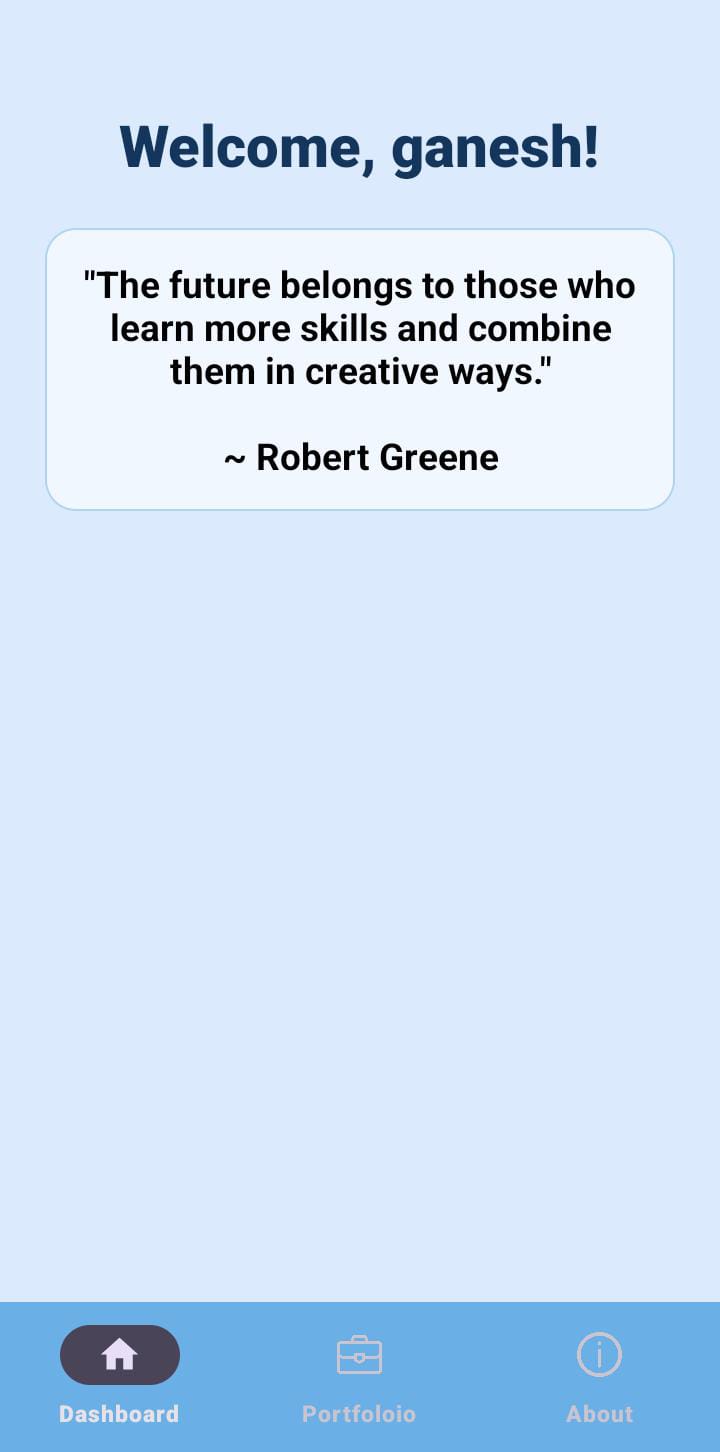 Welcome, ganesh!
"The future belongs to those who
learn more skills and combine
them in creative ways."
~ Robert Greene
Dashboard
Portfoloio
About